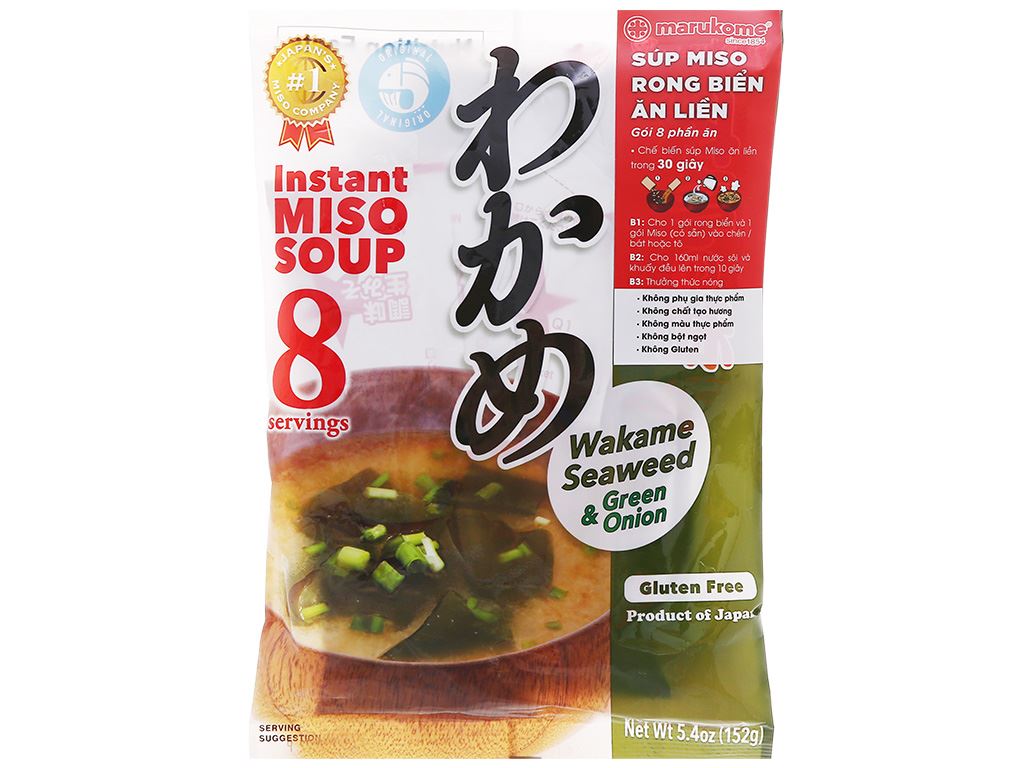 JAPAN'S
#1
MISO COMPANY
ORIGINAL
ORIGINAL
Instant
MISO
SOUP
8
servings
わかめ
marukome
since1854
SÚP MISO
RONG BIỂN
ĂN LIỀN
Gói 8 phần ăn
• Chế biến súp Miso ăn liền
trong 30 giây
B1: Cho 1 gói rong biển và 1
gói Miso (có sẵn) vào chén /
bát hoặc tô
B2: Cho 160ml nước sôi và
khuấy đều lên trong 10 giây
B3: Thưởng thức nóng
• Không phụ gia thực phẩm
• Không chất tạo hương
• Không màu thực phẩm
• Không bột ngọt
• Không Gluten
Wakame
Seaweed
& Green
Onion
Gluten Free
Product of Japan
Net Wt 5.4oz (152g)
SERVING
SUGGESTION